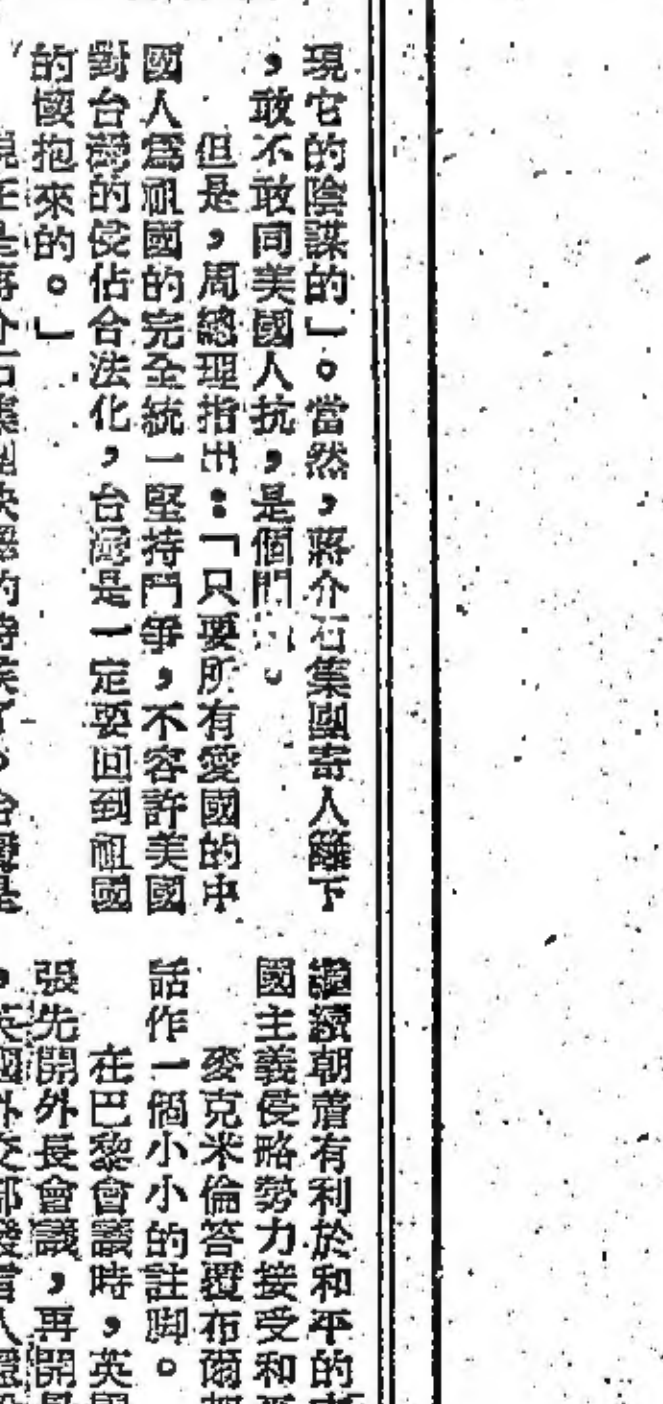 現它的陰謀的」。當然,蔣介石集團寄人籬下
,敢不敢同美國人抗,是個問
但是,周總理指出:「只要所有愛國的中
國人爲祖國的完全統一堅持鬥爭,不容許美國
對台灣的侵佔合法化,台灣是一定要回到祖國
的懷抱來的。」
繼續朝着有利於和平的
國主義侵略勢力接受和
麥克米倫答覆布爾
話作一個小小的註脚。
在巴黎會議時,英
張先開外長會議,再開